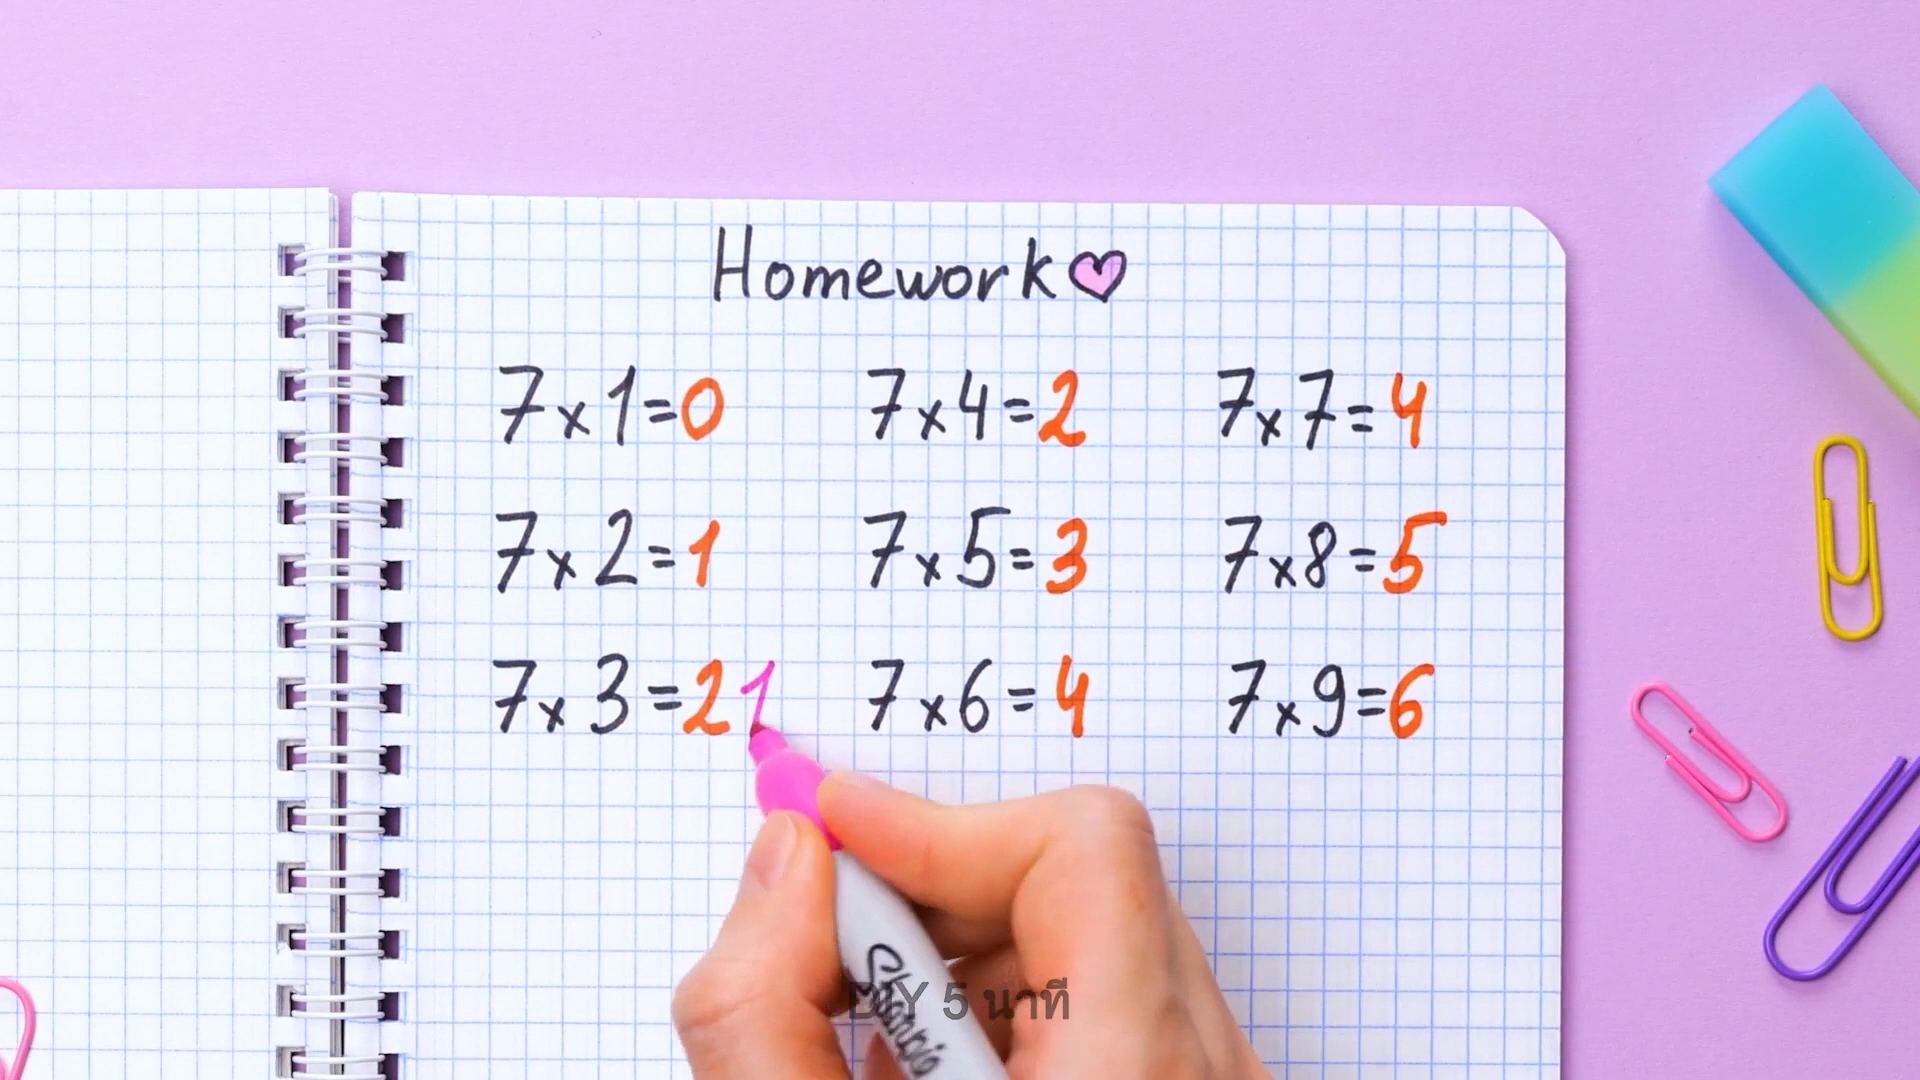 Homework
7x1=0 7x4=2 7x7=4
7x2=1 7x5=3 7x8=5
7x3=21 7x6=4 7x9=6
Sharpie
DIY 5 นาที